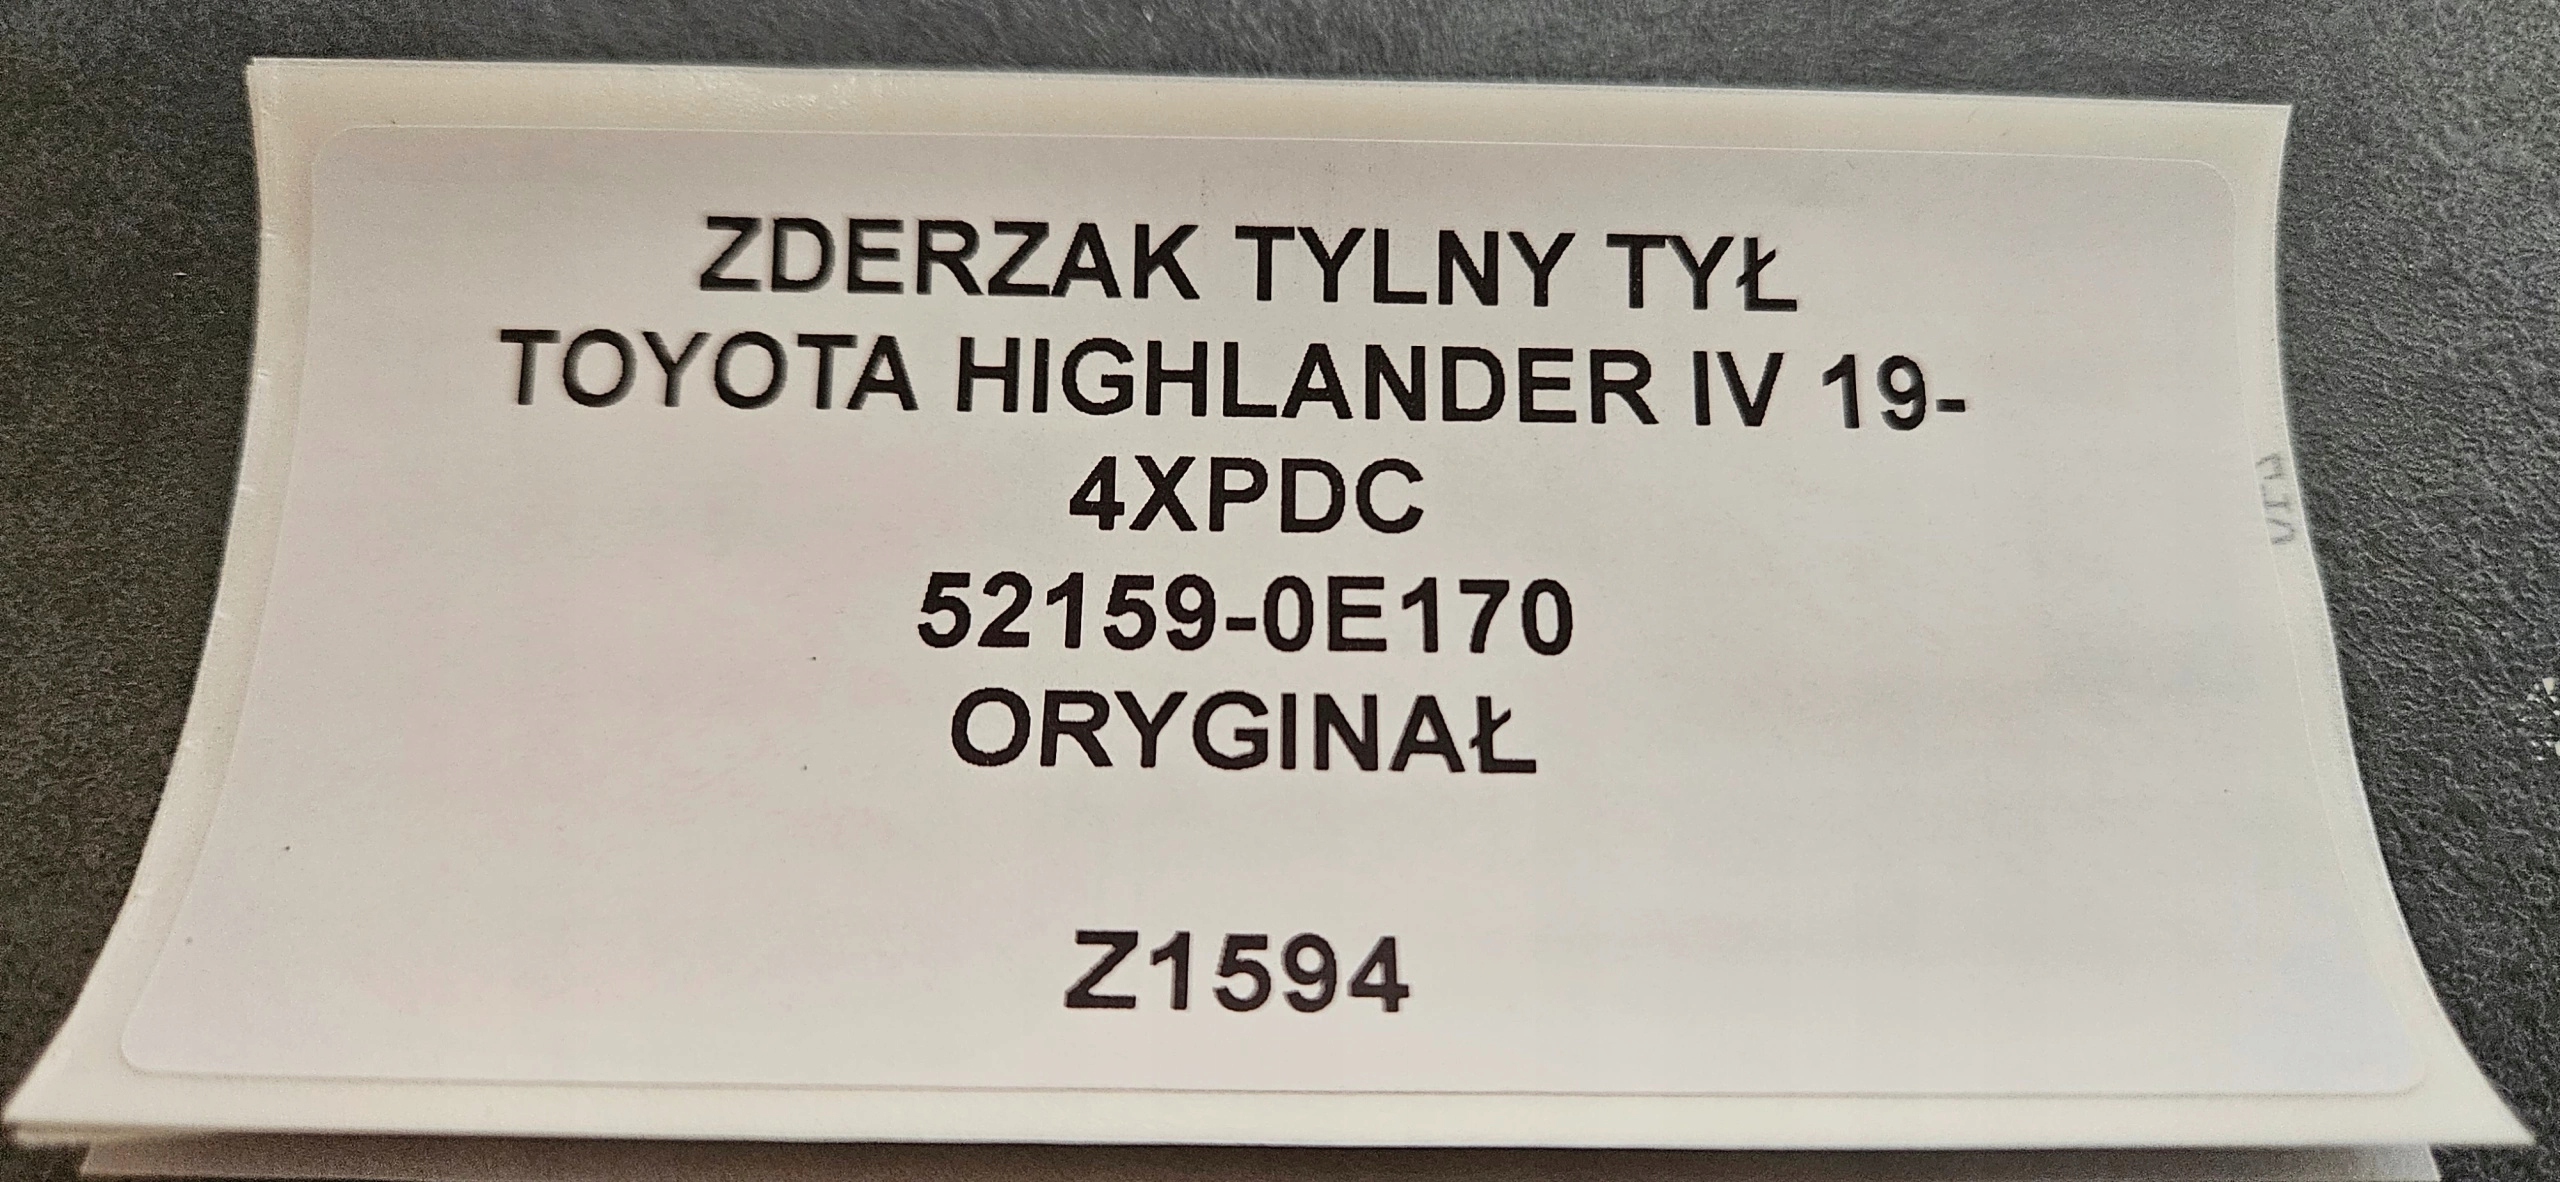 ZDERZAK TYLNY TYŁ
TOYOTA HIGHLANDER IV 19-
4XPDC
52159-0E170
ORYGINAŁ
Z1594